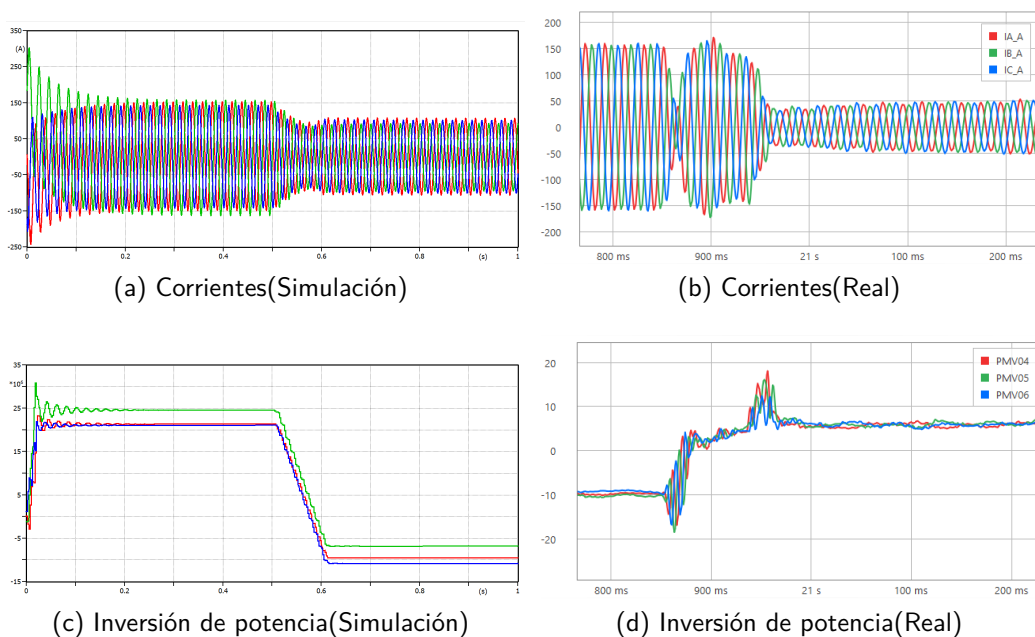 350
(A)
250
150
50
-50
-150
-250
0
0.2
0.4
0.6
0.8
(s)
1
(a) Corrientes(Simulación)
200
150
100
50
0
-50
-100
-150
-200
IA_A
IB_A
IC_A
800 ms
900 ms
21 s
100 ms
200 ms
(b) Corrientes(Real)
35
25
15
5
-5
-15
0
0.2
0.4
0.6
0.8
(s)
1
(c) Inversión de potencia(Simulación)
20
10
0
-10
-20
PMV04
PMV05
PMV06
800 ms
900 ms
21 s
100 ms
200 ms
(d) Inversión de potencia(Real)